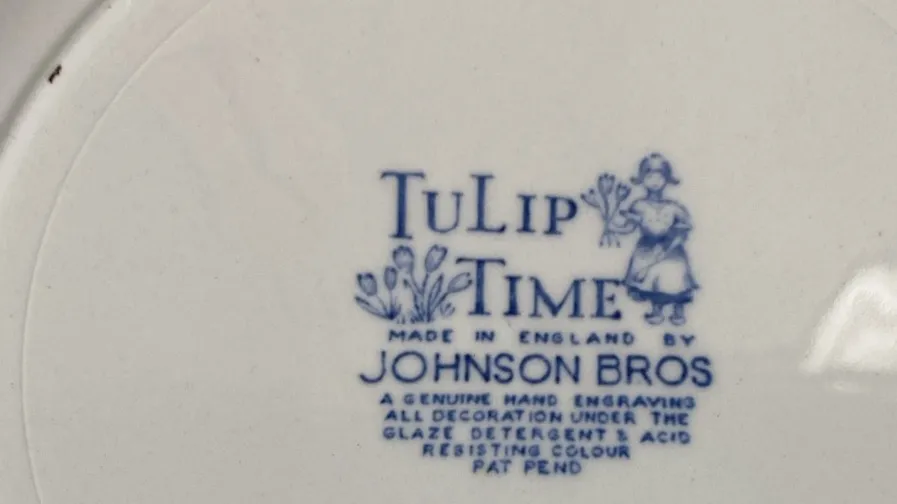 TULIP
TIME
MADE IN ENGLAND BY
JOHNSON BROS
A GENUINE HAND ENGRAVING
ALL DECORATION UNDER THE
GLAZE DETERGENT & ACID
RESISTING COLOUR
PAT PEND